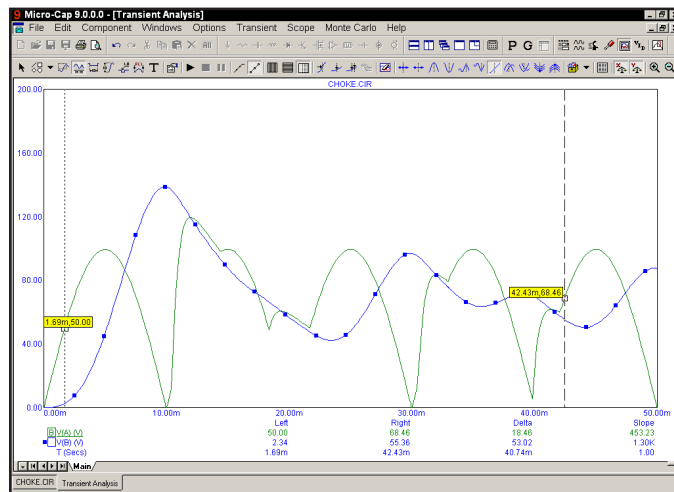 9 Micro-Cap 9.0.0.0 - [Transient Analysis]
File Edit Component Windows Options Transient Scope Monte Carlo Help
All P G
T
CHOKE.CIR
200.00
160.00
120.00
80.00
40.00
0.00
1.69m,50.00
42.43m,68.46
0.00m 10.00m 20.00m 30.00m 40.00m 50.00m
Left Right Delta Slope
B V(A) (V) 50.00 68.46 18.46 453.23
V(B) (V) 2.34 55.36 53.02 1.30K
T (Secs) 1.69m 42.43m 40.74m 1.00
Main
CHOKE.CIR Transient Analysis